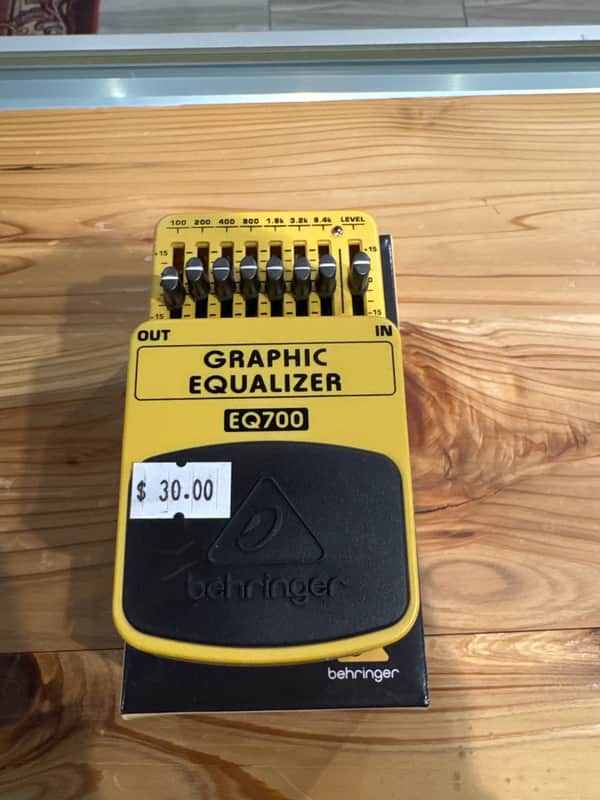 100 200 400 800 1.6k 3.2k 6.4k LEVEL
+15 +15
0
-15 -15
OUT IN
GRAPHIC
EQUALIZER
EQ700
$ 30.00
behringer
behringer